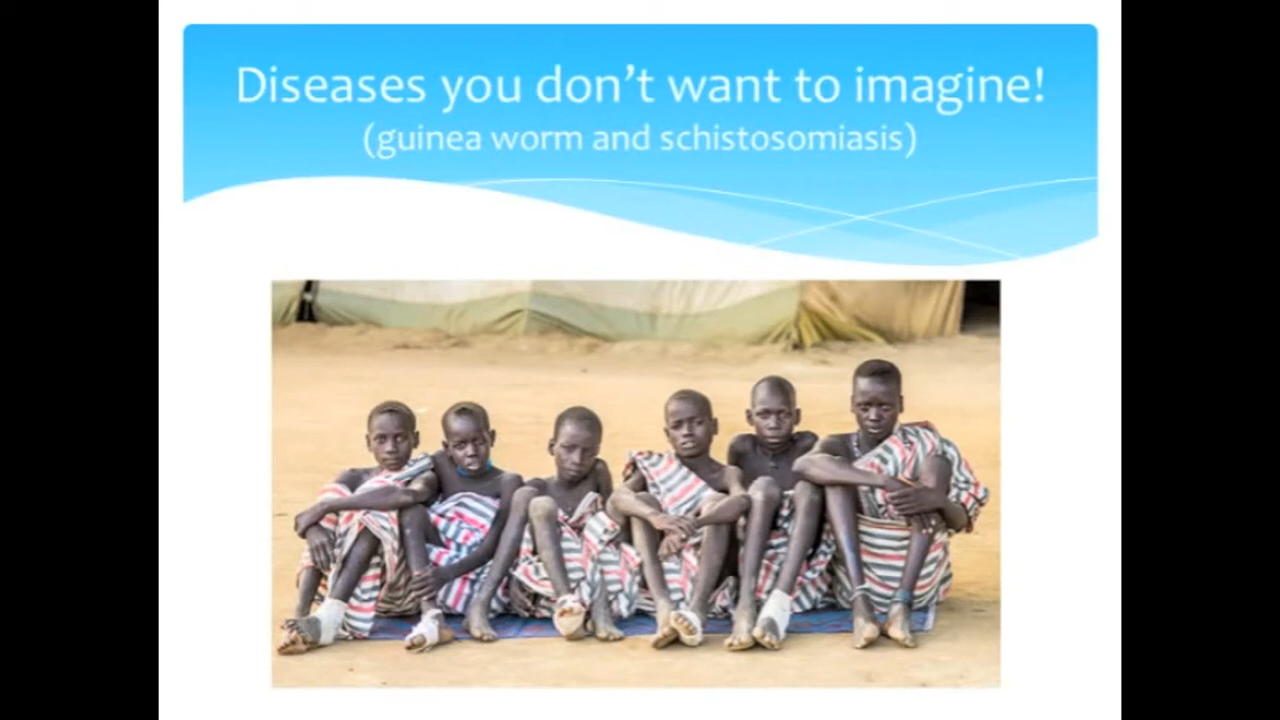 Diseases you don’t want to imagine!
(guinea worm and schistosomiasis)